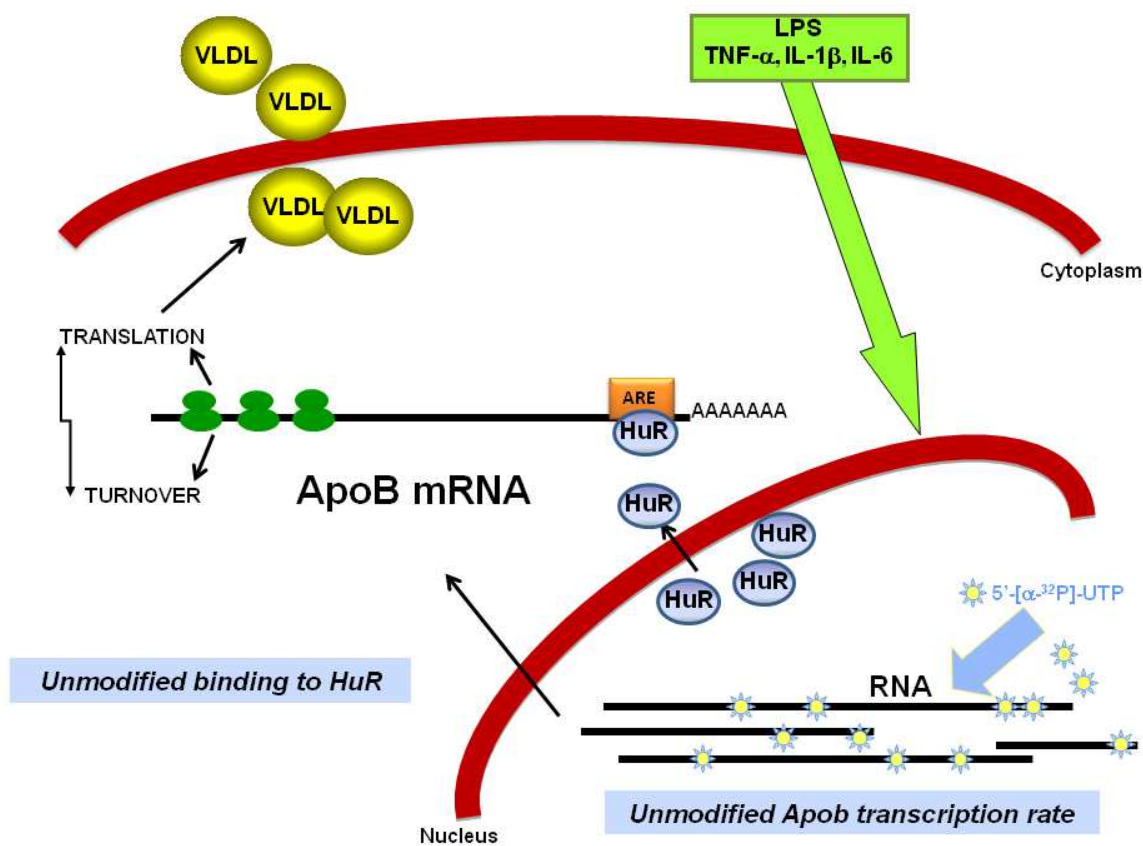 LPS
TNF-α, IL-1β, IL-6
VLDL
VLDL
VLDL
VLDL
Cytoplasm
TRANSLATION
ARE
AAAAAAA
HuR
TURNOVER
ApoB mRNA
HuR
HuR
HuR
HuR
5'-[α-³²P]-UTP
Unmodified binding to HuR
RNA
Unmodified Apob transcription rate
Nucleus